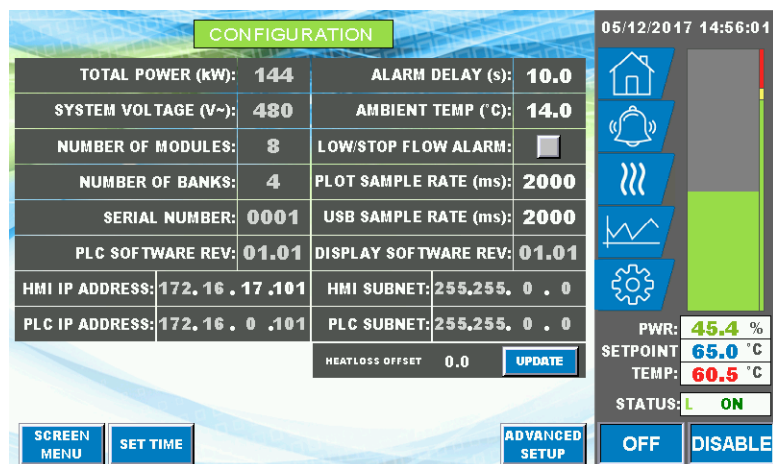 CONFIGURATION
05/12/2017 14:56:01
TOTAL POWER (kW): 144 ALARM DELAY (s): 10.0
SYSTEM VOLTAGE (V~): 480 AMBIENT TEMP (°C): 14.0
NUMBER OF MODULES: 8 LOW/STOP FLOW ALARM:
NUMBER OF BANKS: 4 PLOT SAMPLE RATE (ms): 2000
SERIAL NUMBER: 0001 USB SAMPLE RATE (ms): 2000
PLC SOFTWARE REV: 01.01 DISPLAY SOFTWARE REV: 01.01
HMI IP ADDRESS: 172.16.17.101 HMI SUBNET: 255.255.0.0
PLC IP ADDRESS: 172.16.0.101 PLC SUBNET: 255.255.0.0
HEATLOSS OFFSET 0.0 UPDATE
PWR: 45.4 %
SETPOINT 65.0 °C
TEMP: 60.5 °C
STATUS: L ON
SCREEN
MENU
SET TIME
ADVANCED
SETUP
OFF
DISABLE